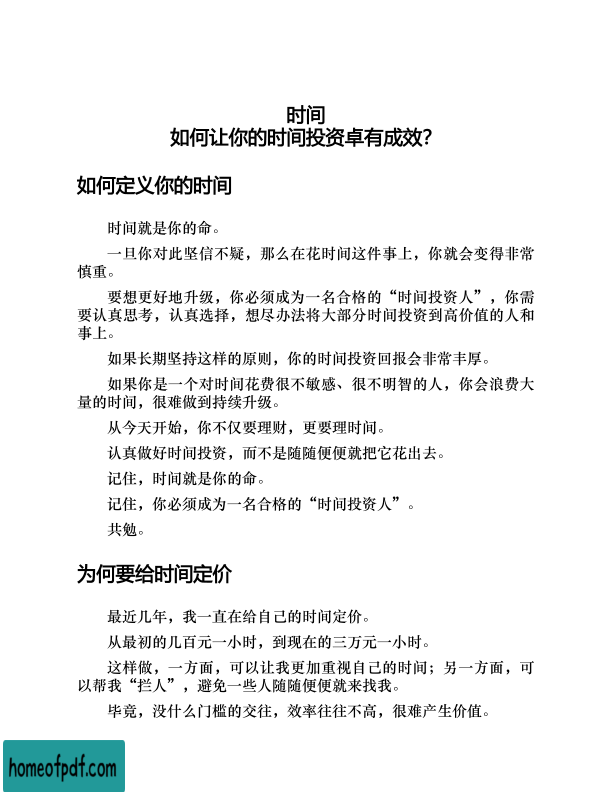 时间
如何让你的时间投资卓有成效？
如何定义你的时间
时间就是你的命。
一旦你对此坚信不疑，那么在花时间这件事上，你就会变得非常
慎重。
要想更好地升级，你必须成为一名合格的“时间投资人”，你需
要认真思考，认真选择，想尽办法将大部分时间投资到高价值的人和
事上。
如果长期坚持这样的原则，你的时间投资回报会非常丰厚。
如果你是一个对时间花费很不敏感、很不明智的人，你会浪费大
量的时间，很难做到持续升级。
从今天开始，你不仅要理财，更要理时间。
认真做好时间投资，而不是随随便便就把它花出去。
记住，时间就是你的命。
记住，你必须成为一名合格的“时间投资人”。
共勉。
为何要给时间定价
最近几年，我一直在给自己的时间定价。
从最初的几百元一小时，到现在的三万元一小时。
这样做，一方面，可以让我更加重视自己的时间；另一方面，可
以帮我“拦人”，避免一些人随随便便就来找我。
毕竟，没什么门槛的交往，效率往往不高，很难产生价值。
homeofpdf.com